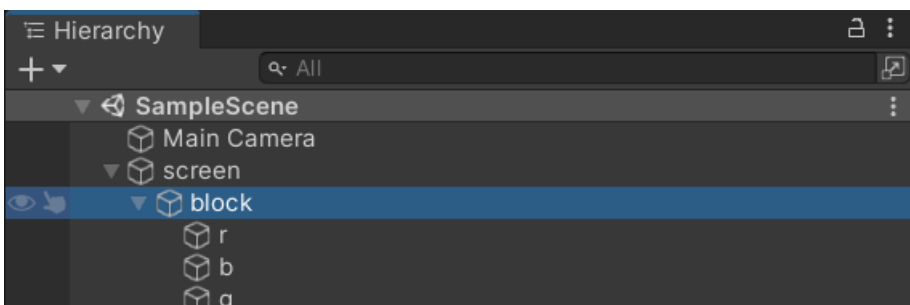 Hierarchy
All
SampleScene
Main Camera
screen
block
r
b